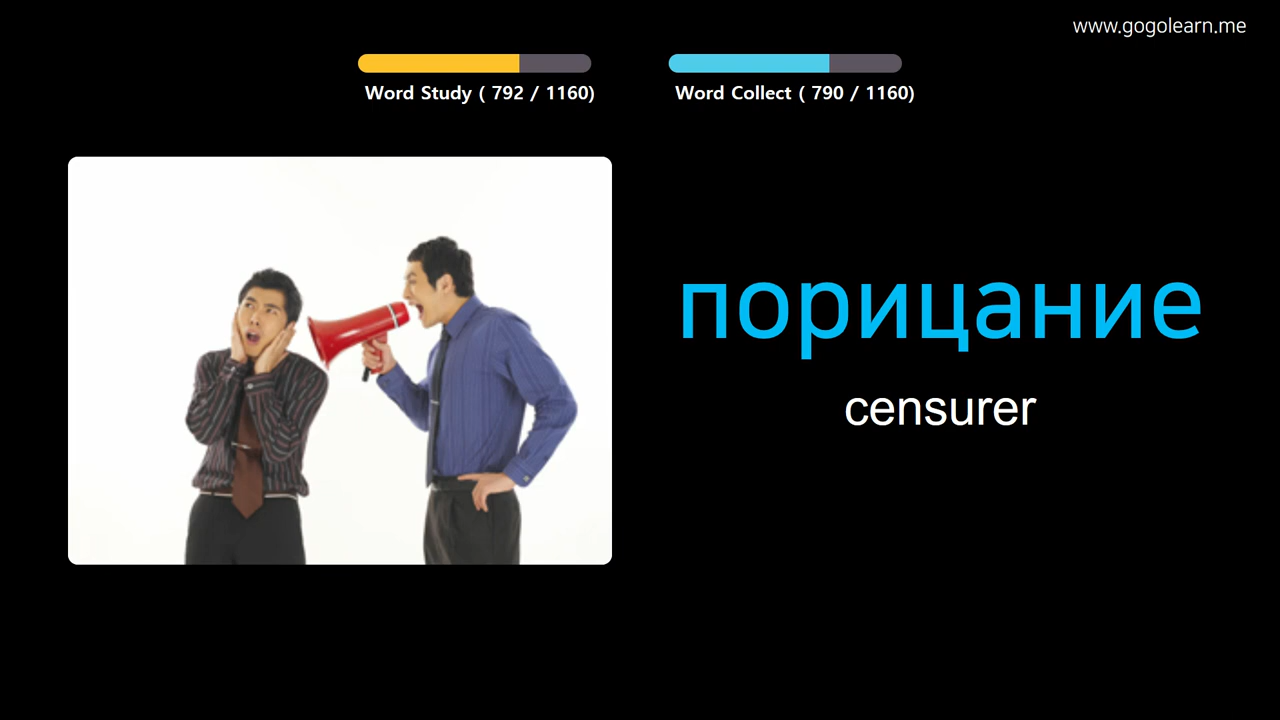 www.gogolearn.me
Word Study ( 792 / 1160)
Word Collect ( 790 / 1160)
порицание
censurer